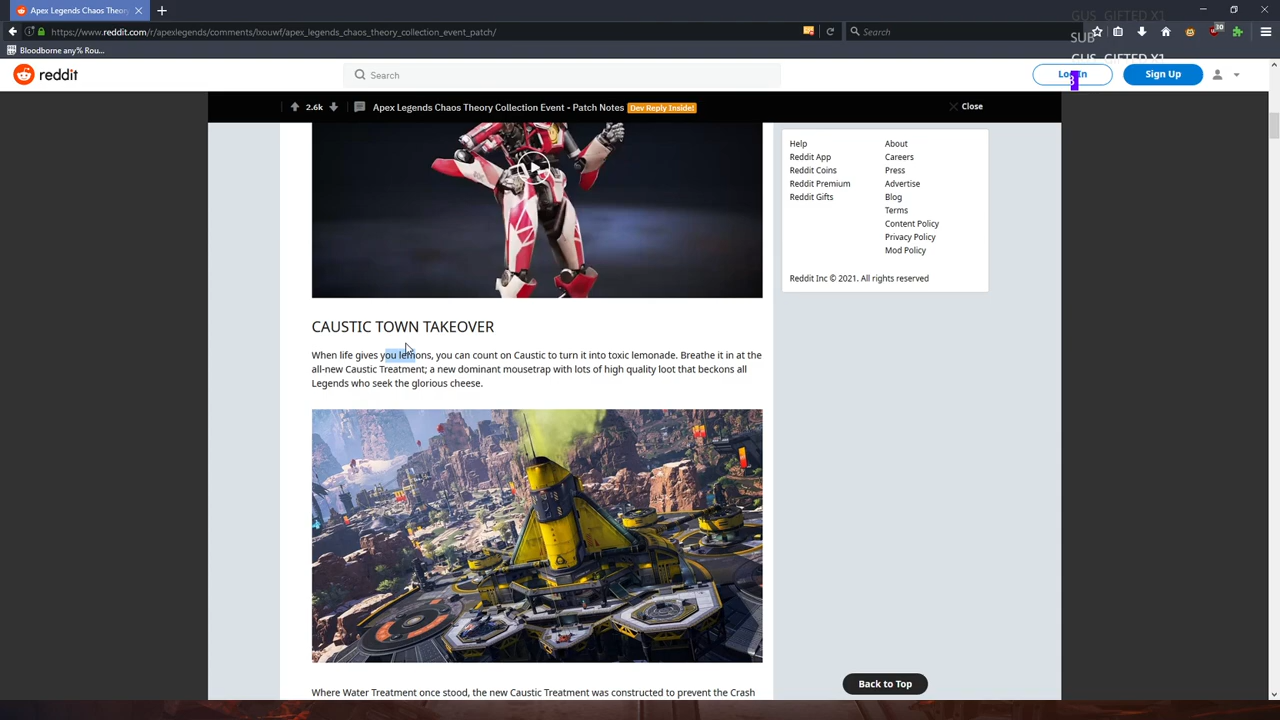 Apex Legends Chaos Theory
GUS_GIFTED X1
https://www.reddit.com/r/apexlegends/comments/lxouwf/apex_legends_chaos_theory_collection_event_patch/
Search
SUB
10
Bloodborne any% Rou...
GUS_GIFTED X1
reddit
Search
Log In
Sign Up
2.6k
Apex Legends Chaos Theory Collection Event - Patch Notes
Dev Reply Inside!
Close
Help
About
Reddit App
Careers
Reddit Coins
Press
Reddit Premium
Advertise
Reddit Gifts
Blog
Terms
Content Policy
Privacy Policy
Mod Policy
Reddit Inc © 2021. All rights reserved
CAUSTIC TOWN TAKEOVER
When life gives you lemons, you can count on Caustic to turn it into toxic lemonade. Breathe it in at the
all-new Caustic Treatment; a new dominant mousetrap with lots of high quality loot that beckons all
Legends who seek the glorious cheese.
Where Water Treatment once stood, the new Caustic Treatment was constructed to prevent the Crash
Back to Top